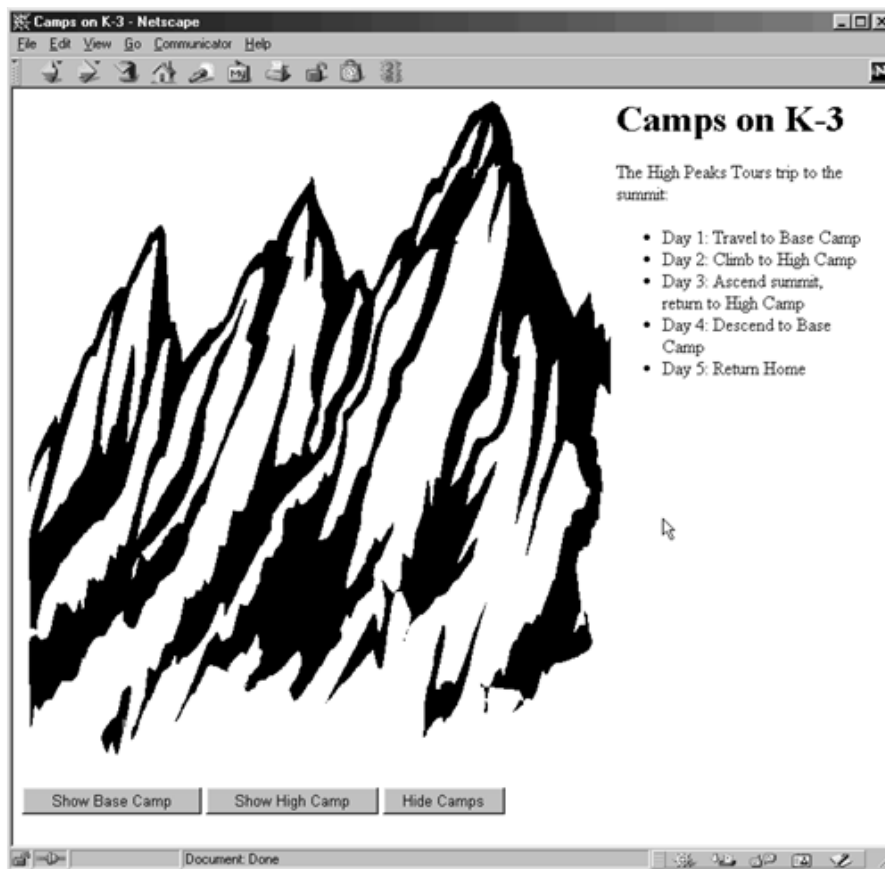 Camps on K-3 - Netscape
File Edit View Go Communicator Help
My
N
Camps on K-3
The High Peaks Tours trip to the
summit:
• Day 1: Travel to Base Camp
• Day 2: Climb to High Camp
• Day 3: Ascend summit,
return to High Camp
• Day 4: Descend to Base
Camp
• Day 5: Return Home
Show Base Camp Show High Camp Hide Camps
Document: Done